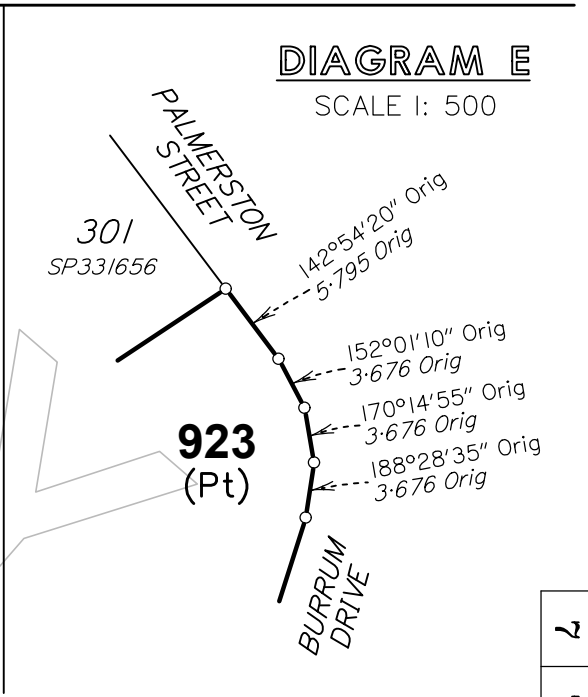 DIAGRAM E
SCALE 1: 500
PALMERSTON
STREET
301
SP331656
142°54'20" Orig
5·795 Orig
152°01'10" Orig
3·676 Orig
170°14'55" Orig
3·676 Orig
188°28'35" Orig
3·676 Orig
923
(Pt)
BURRUM
DRIVE